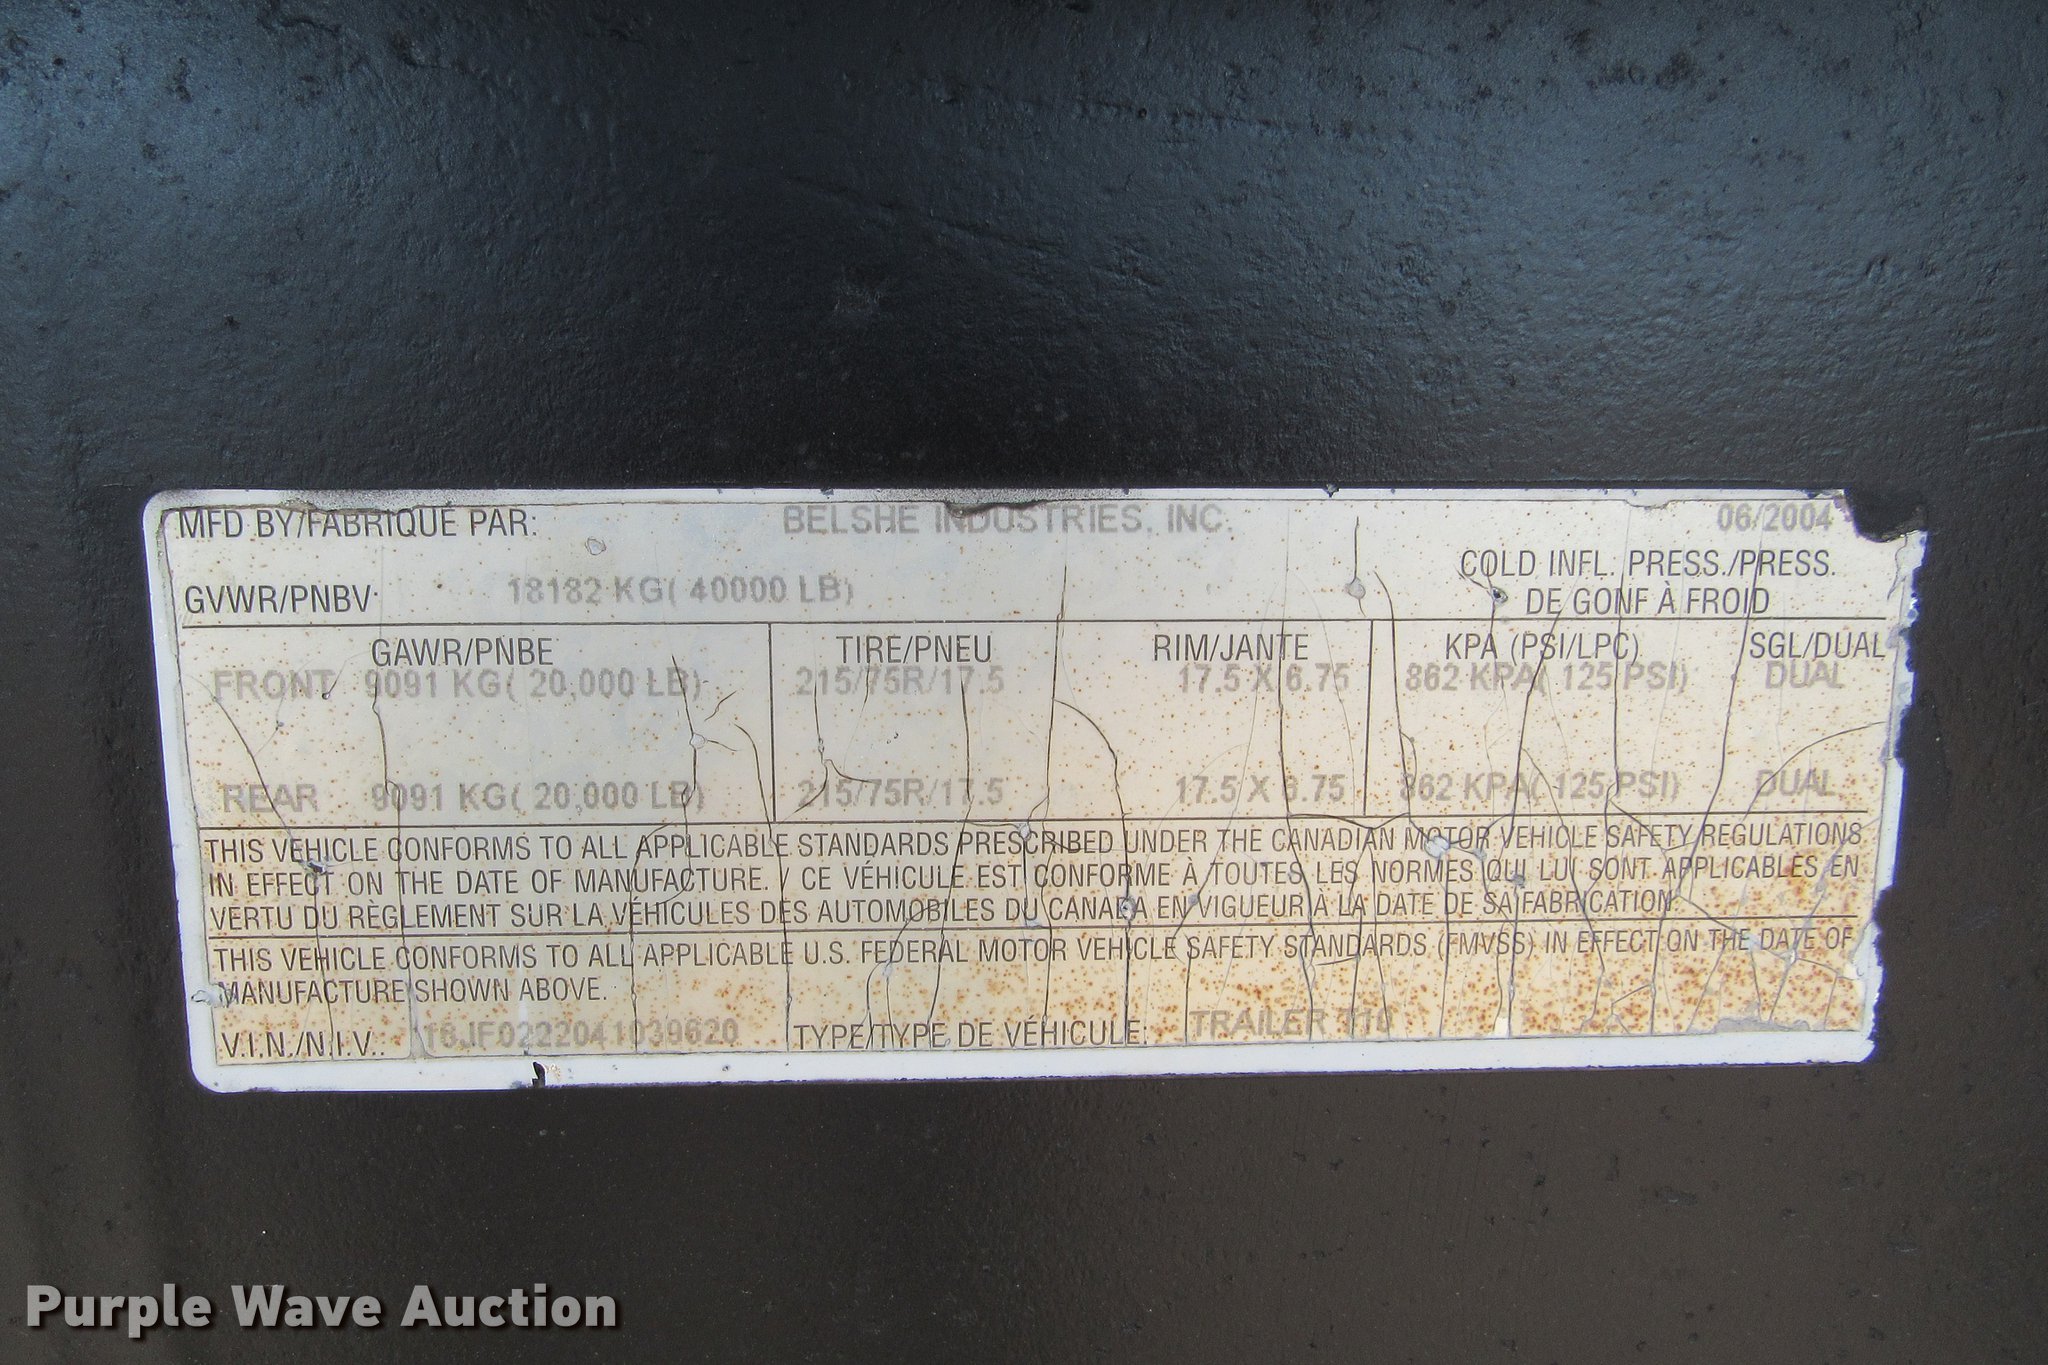 MFD BY/FABRIQUÉ PAR: BELSHE INDUSTRIES, INC. 06/2004
GVWR/PNBV: 18182 KG( 40000 LB) COLD INFL. PRESS./PRESS.
DE GONF À FROID
GAWR/PNBE TIRE/PNEU RIM/JANTE KPA (PSI/LPC) SGL/DUAL
FRONT 9091 KG( 20,000 LB) 215/75R/17.5 17.5 X 6.75 862 KPA( 125 PSI) DUAL
REAR 9091 KG( 20,000 LB) 215/75R/17.5 17.5 X 6.75 862 KPA( 125 PSI) DUAL
THIS VEHICLE CONFORMS TO ALL APPLICABLE STANDARDS PRESCRIBED UNDER THE CANADIAN MOTOR VEHICLE SAFETY REGULATIONS
IN EFFECT ON THE DATE OF MANUFACTURE. / CE VÉHICULE EST CONFORME À TOUTES LES NORMES QUI LUI SONT APPLICABLES EN
VERTU DU RÈGLEMENT SUR LA VÉHICULES DES AUTOMOBILES DU CANADA EN VIGUEUR À LA DATE DE SA FABRICATION.
THIS VEHICLE CONFORMS TO ALL APPLICABLE U.S. FEDERAL MOTOR VEHICLE SAFETY STANDARDS (FMVSS) IN EFFECT ON THE DATE OF
MANUFACTURE SHOWN ABOVE.
V.I.N./N.I.V.: 16JF0222041039620 TYPE/TYPE DE VÉHICULE: TRAILER
Purple Wave Auction